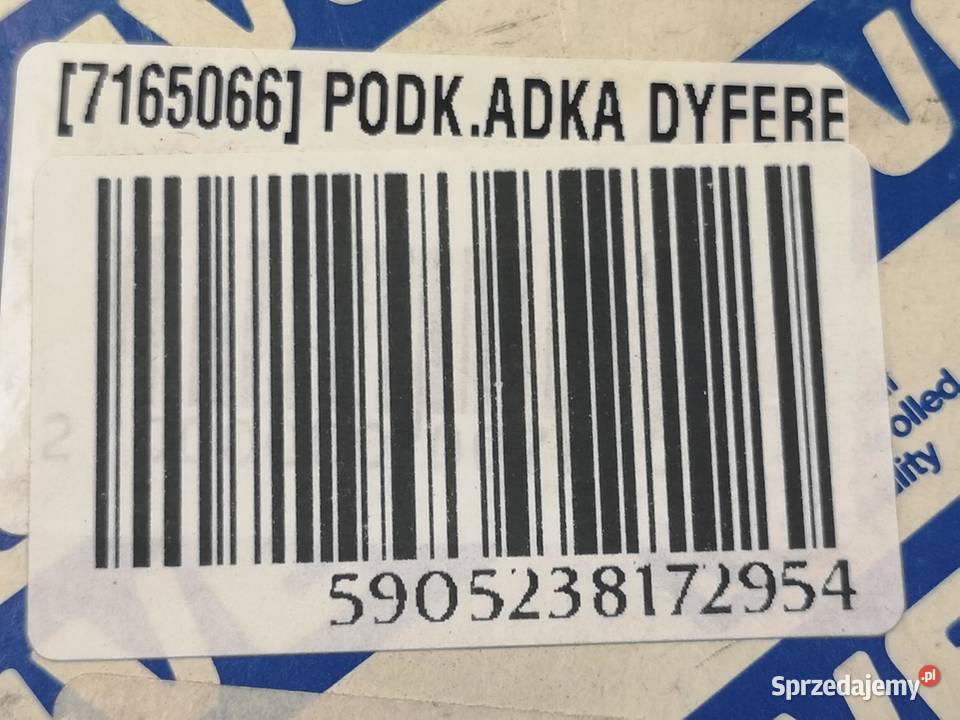 [7165066] PODK.ADKA DYFERE
5905238172954
olled
lity
Sprzedajemy.pl